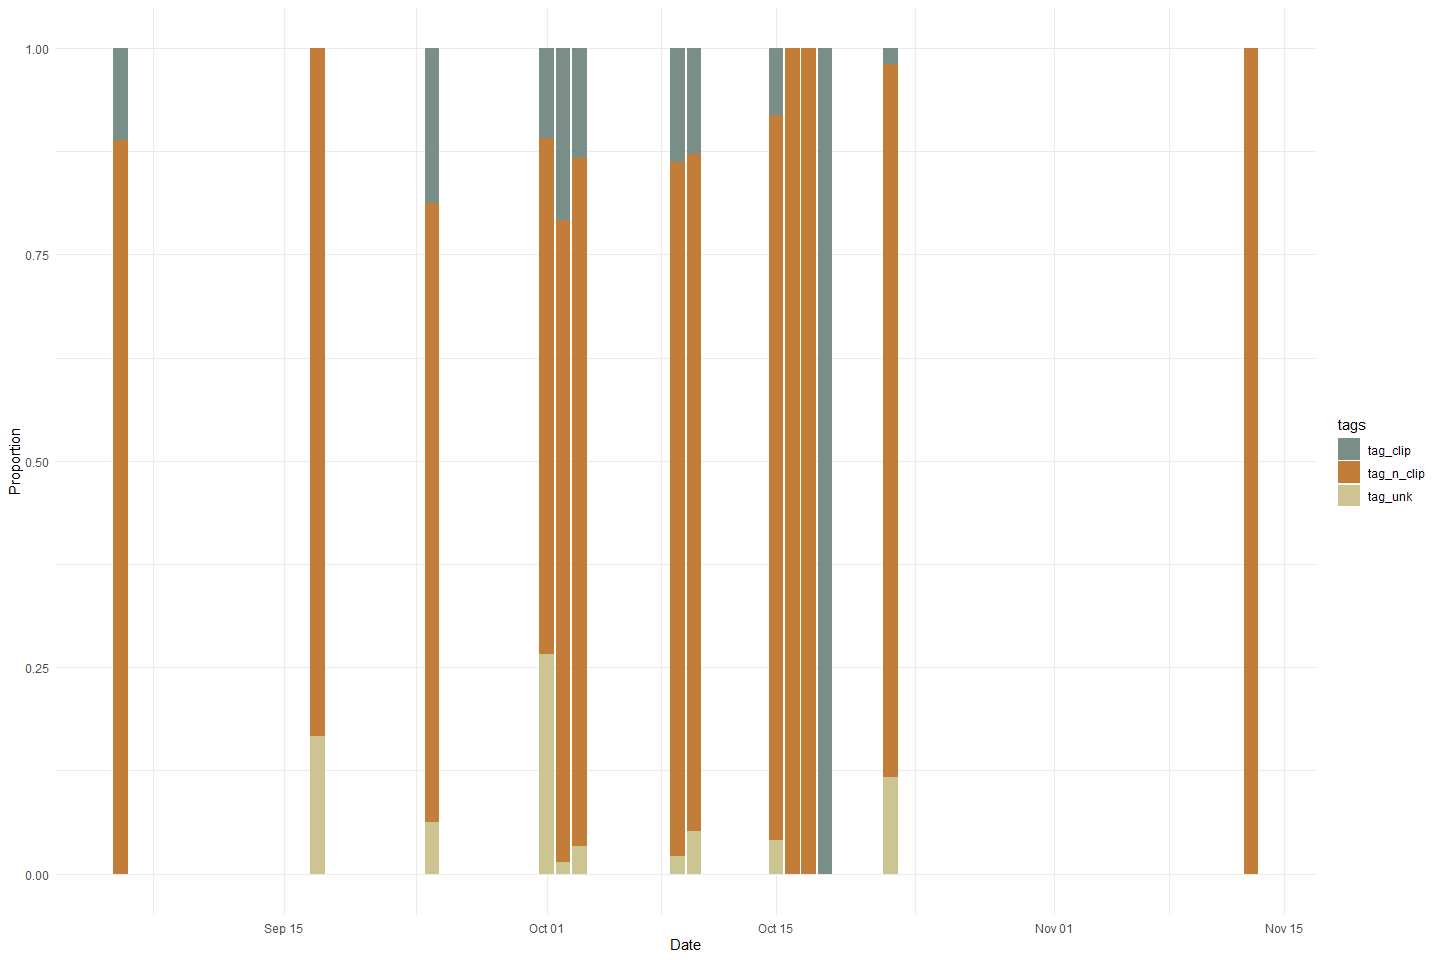 1.00
0.75
0.50
0.25
0.00
Proportion
Sep 15
Oct 01
Oct 15
Nov 01
Nov 15
Date
tags
tag_clip
tag_n_clip
tag_unk